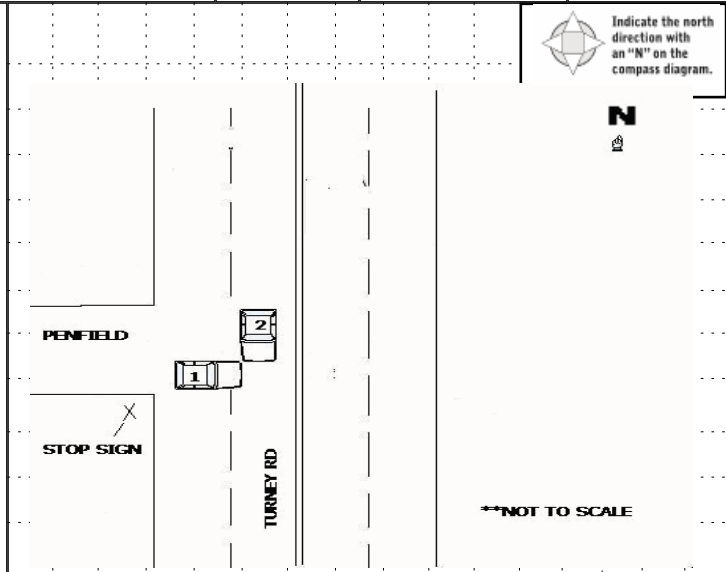 Indicate the north
direction with
an "N" on the
compass diagram.
N
PENFIELD
2
1
STOP SIGN
TURNEY RD
**NOT TO SCALE